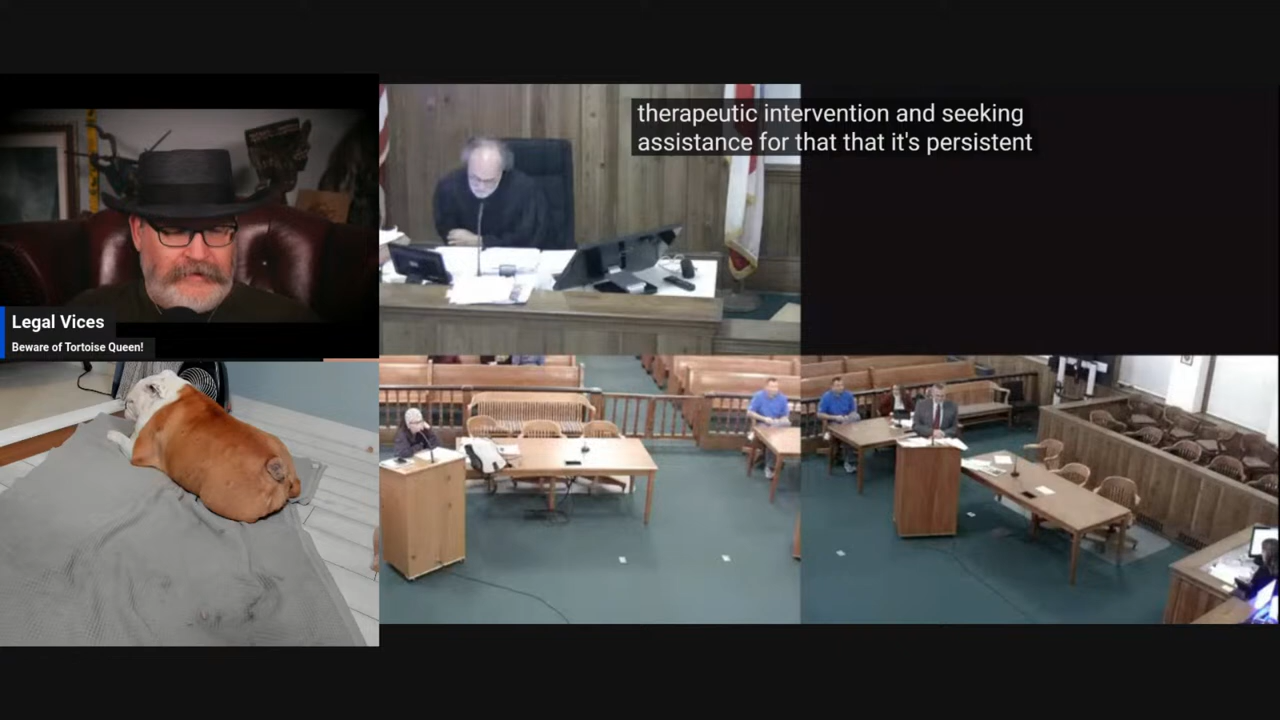 therapeutic intervention and seeking
assistance for that that it's persistent
Legal Vices
Beware of Tortoise Queen!